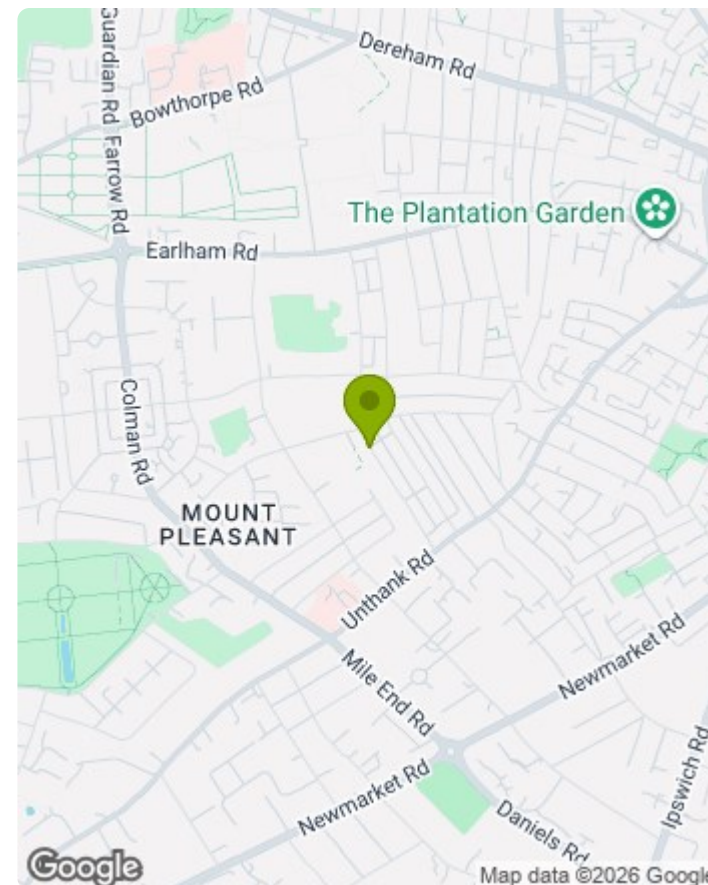 Guardian Rd
Dereham Rd
Bowthorpe Rd
Farrow Rd
The Plantation Garden
Earlham Rd
Colman Rd
MOUNT
PLEASANT
Unthank Rd
Newmarket Rd
Mile End Rd
Ipswich Rd
Newmarket Rd
Daniels Rd
Google
Map data ©2026 Google